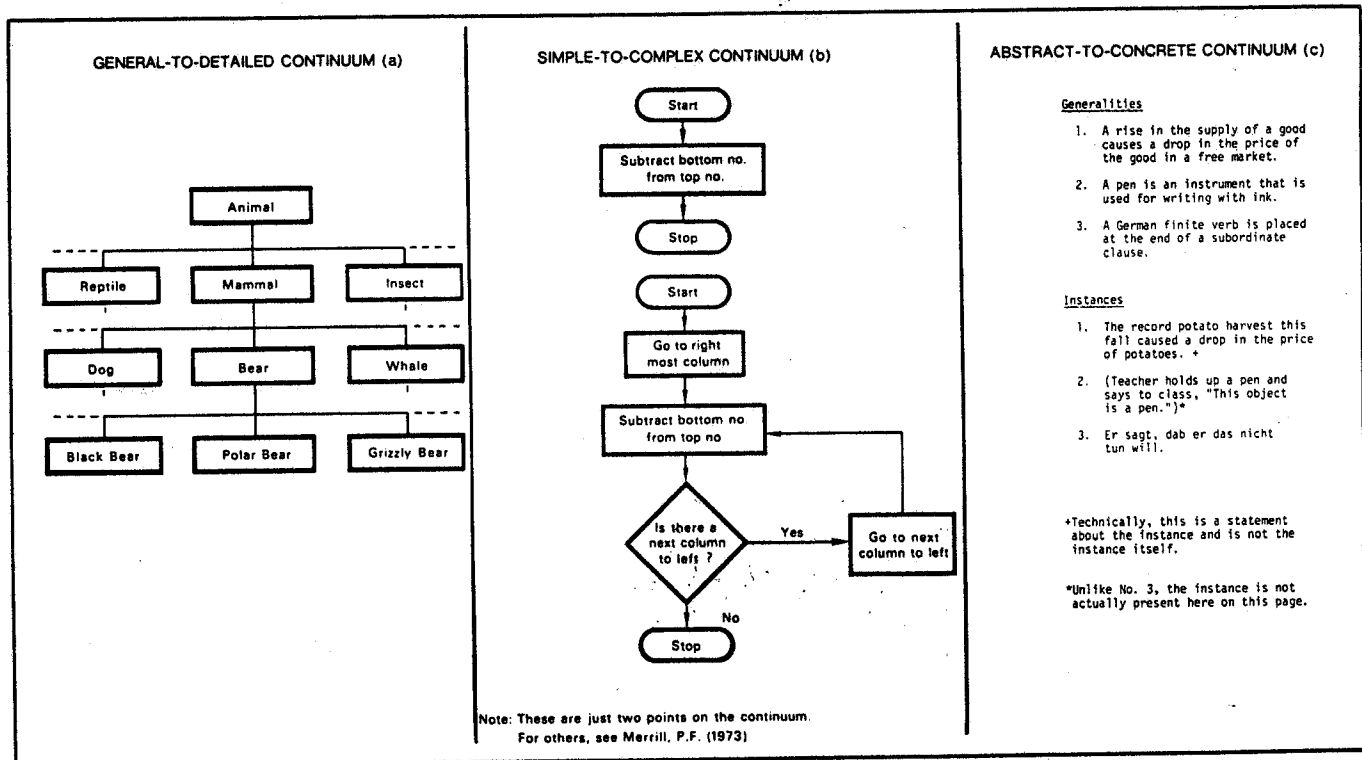 GENERAL-TO-DETAILED CONTINUUM (a)
Animal
Reptile
Mammal
Insect
Dog
Bear
Whale
Black Bear
Polar Bear
Grizzly Bear
SIMPLE-TO-COMPLEX CONTINUUM (b)
Start
Subtract bottom no.
from top no.
Stop
Start
Go to right
most column
Subtract bottom no.
from top no
Is there a
next column
to left ?
Yes
Go to next
column to left
No
Stop
Note: These are just two points on the continuum.
For others, see Merrill, P.F. (1973)
ABSTRACT-TO-CONCRETE CONTINUUM (c)
Generalities
1. A rise in the supply of a good
causes a drop in the price of
the good in a free market.
2. A pen is an instrument that is
used for writing with ink.
3. A German finite verb is placed
at the end of a subordinate
clause.
Instances
1. The record potato harvest this
fall caused a drop in the price
of potatoes. +
2. (Teacher holds up a pen and
says to class, "This object
is a pen.")*
3. Er sagt, dab er das nicht
tun will.
+Technically, this is a statement
about the instance and is not the
instance itself.
*Unlike No. 3, the instance is not
actually present here on this page.